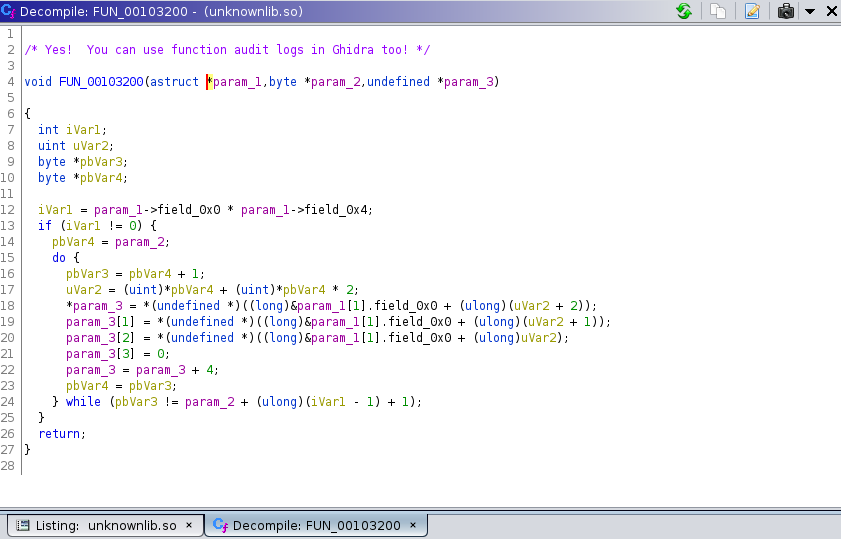 Decompile: FUN_00103200 - (unknownlib.so)
1
2 /* Yes!  You can use function audit logs in Ghidra too! */
3
4 void FUN_00103200(astruct *param_1,byte *param_2,undefined *param_3)
5
6 {
7   int iVar1;
8   uint uVar2;
9   byte *pbVar3;
10   byte *pbVar4;
11
12   iVar1 = param_1->field_0x0 * param_1->field_0x4;
13   if (iVar1 != 0) {
14     pbVar4 = param_2;
15     do {
16       pbVar3 = pbVar4 + 1;
17       uVar2 = (uint)*pbVar4 + (uint)*pbVar4 * 2;
18       *param_3 = *(undefined *)((long)&param_1[1].field_0x0 + (ulong)(uVar2 + 2));
19       param_3[1] = *(undefined *)((long)&param_1[1].field_0x0 + (ulong)(uVar2 + 1));
20       param_3[2] = *(undefined *)((long)&param_1[1].field_0x0 + (ulong)uVar2);
21       param_3[3] = 0;
22       param_3 = param_3 + 4;
23       pbVar4 = pbVar3;
24     } while (pbVar3 != param_2 + (ulong)(iVar1 - 1) + 1);
25   }
26   return;
27 }
28
Listing: unknownlib.so ×
Decompile: FUN_00103200 ×